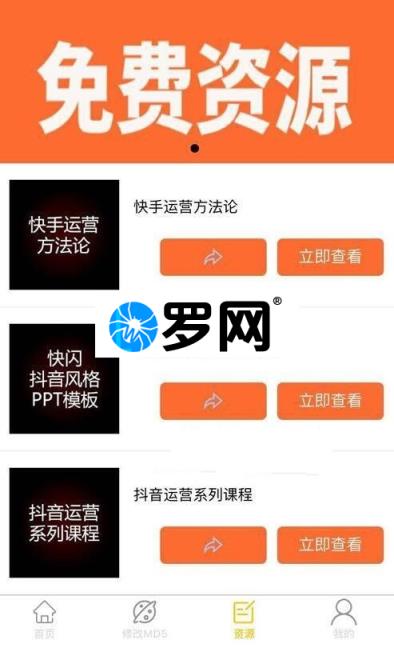 免费资源
快手运营
方法论
快手运营方法论
立即查看
罗网®
快闪
抖音风格
PPT模板
立即查看
抖音运营
系列课程
抖音运营系列课程
立即查看
首页
修改MD5
资源
我的